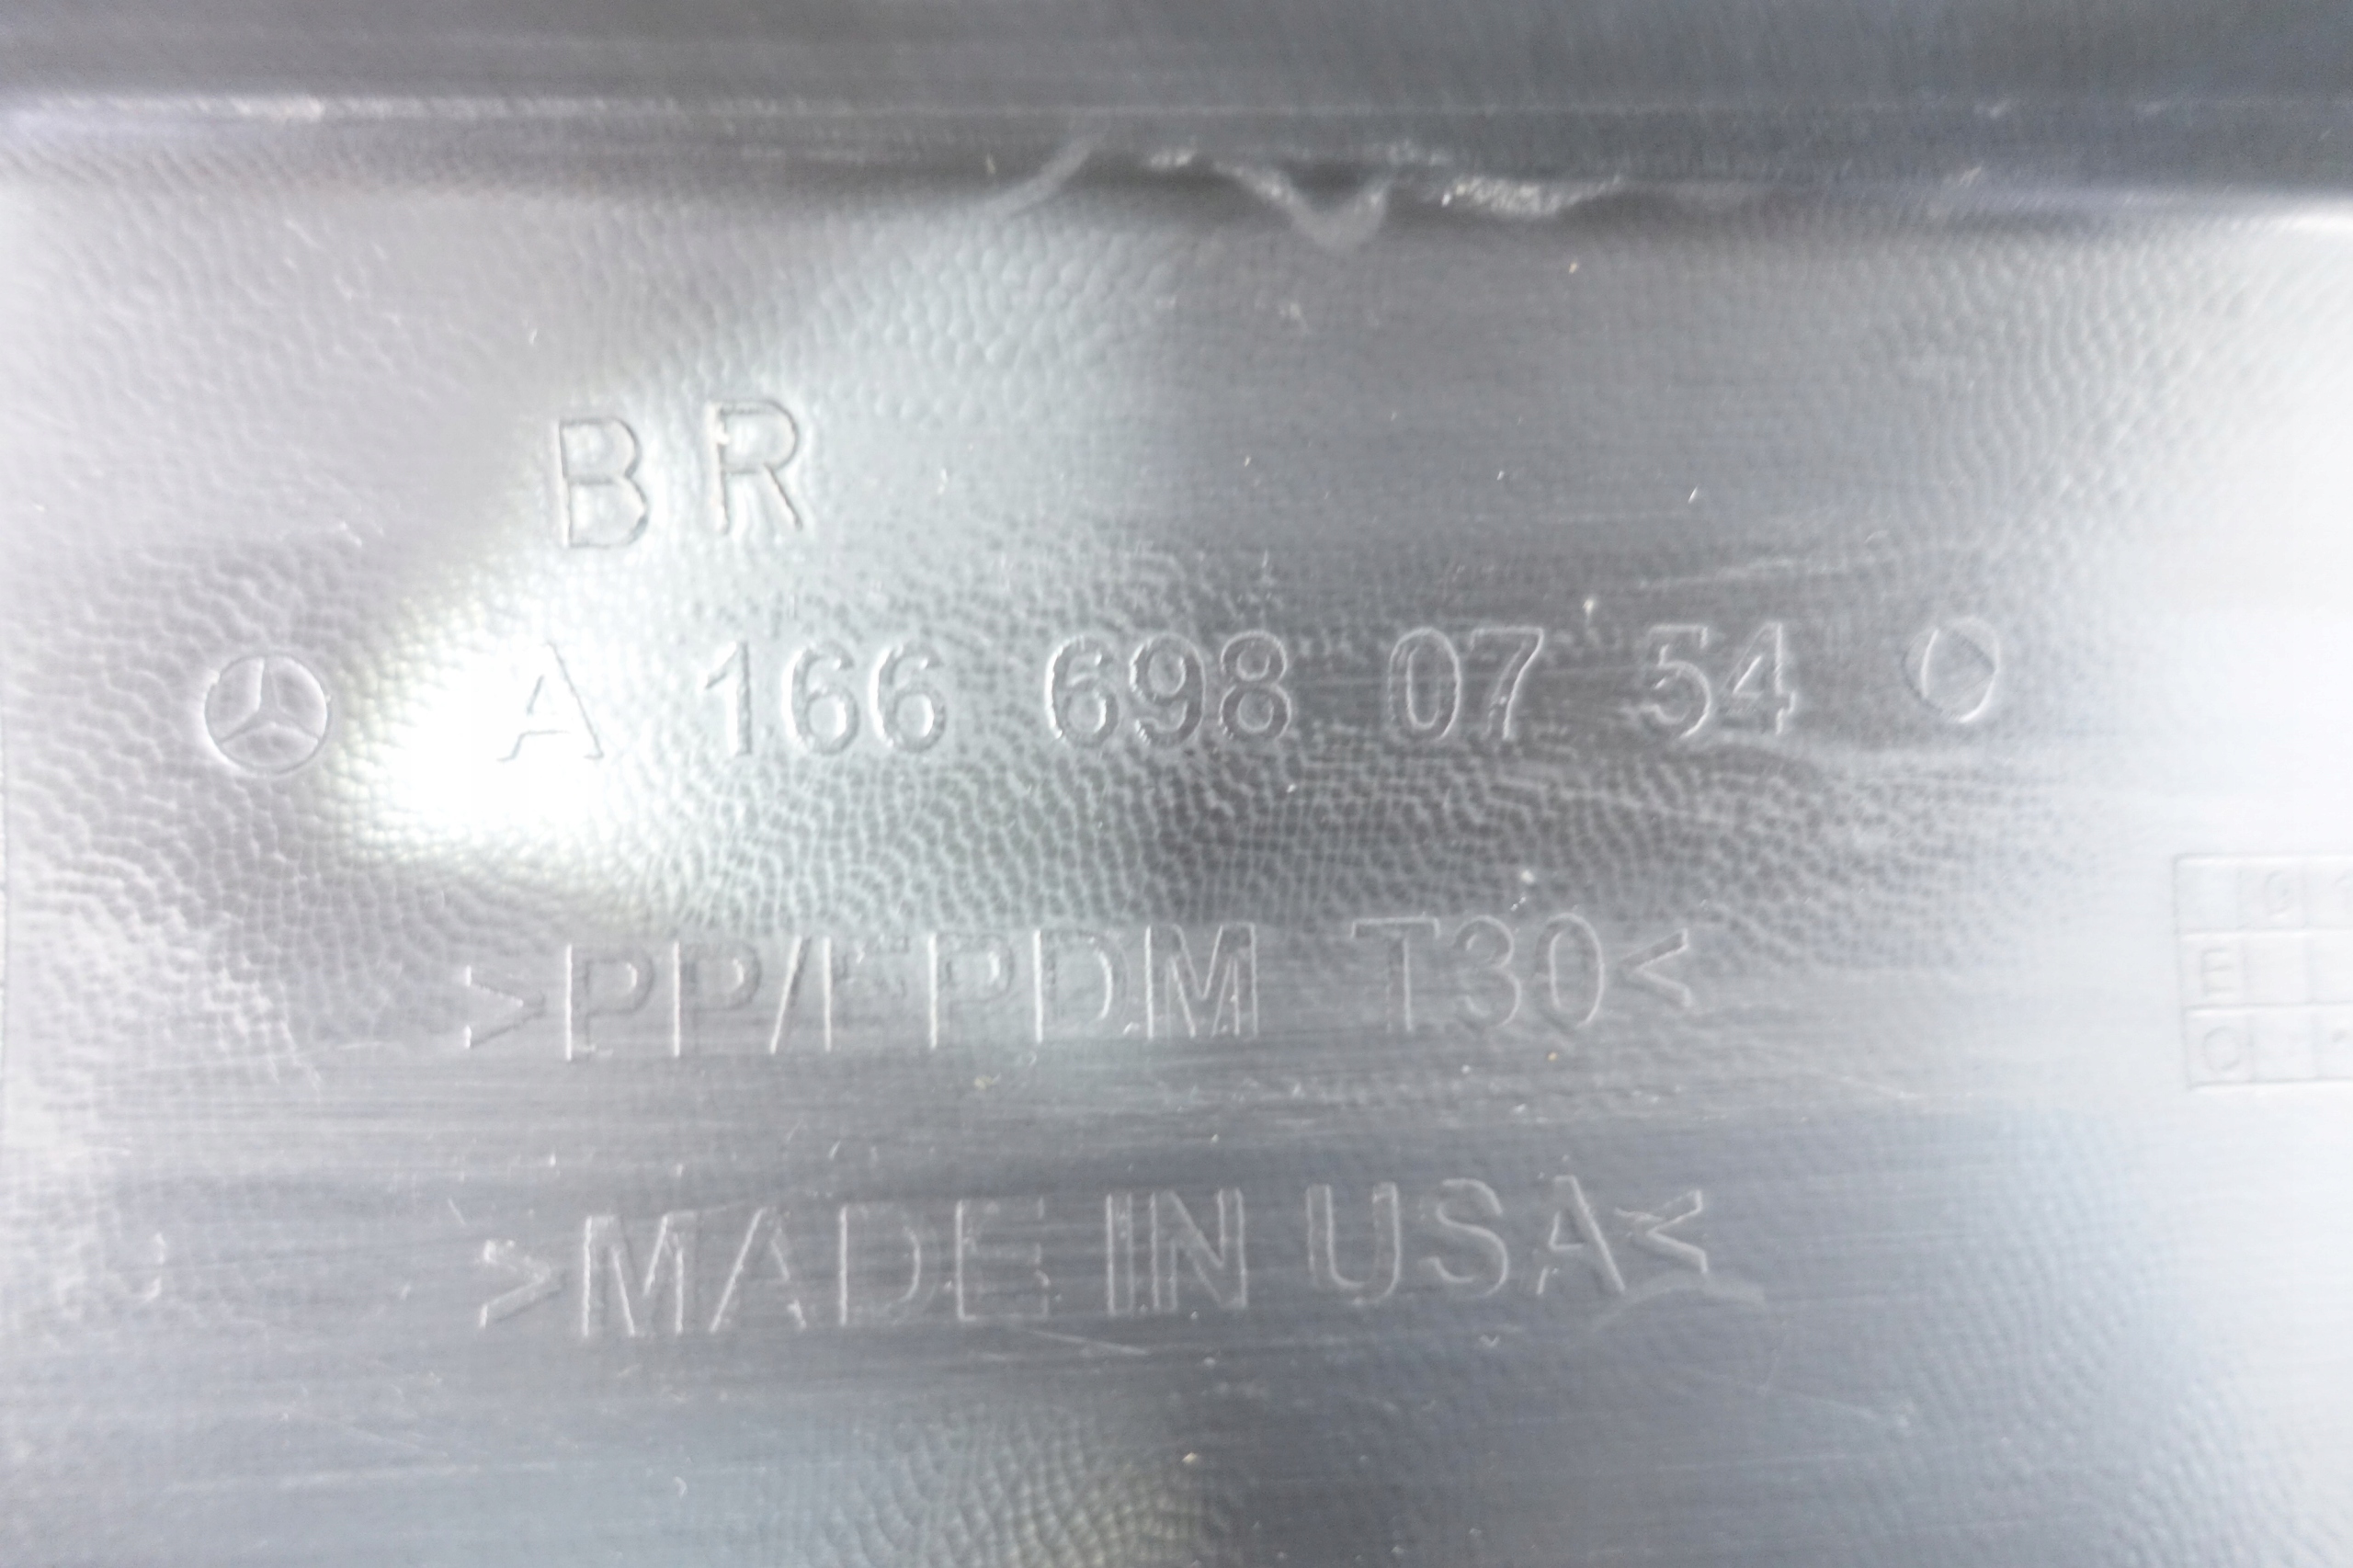 BR
A 166 698 07 54
>PP/EPDM T30<
>MADE IN USA<